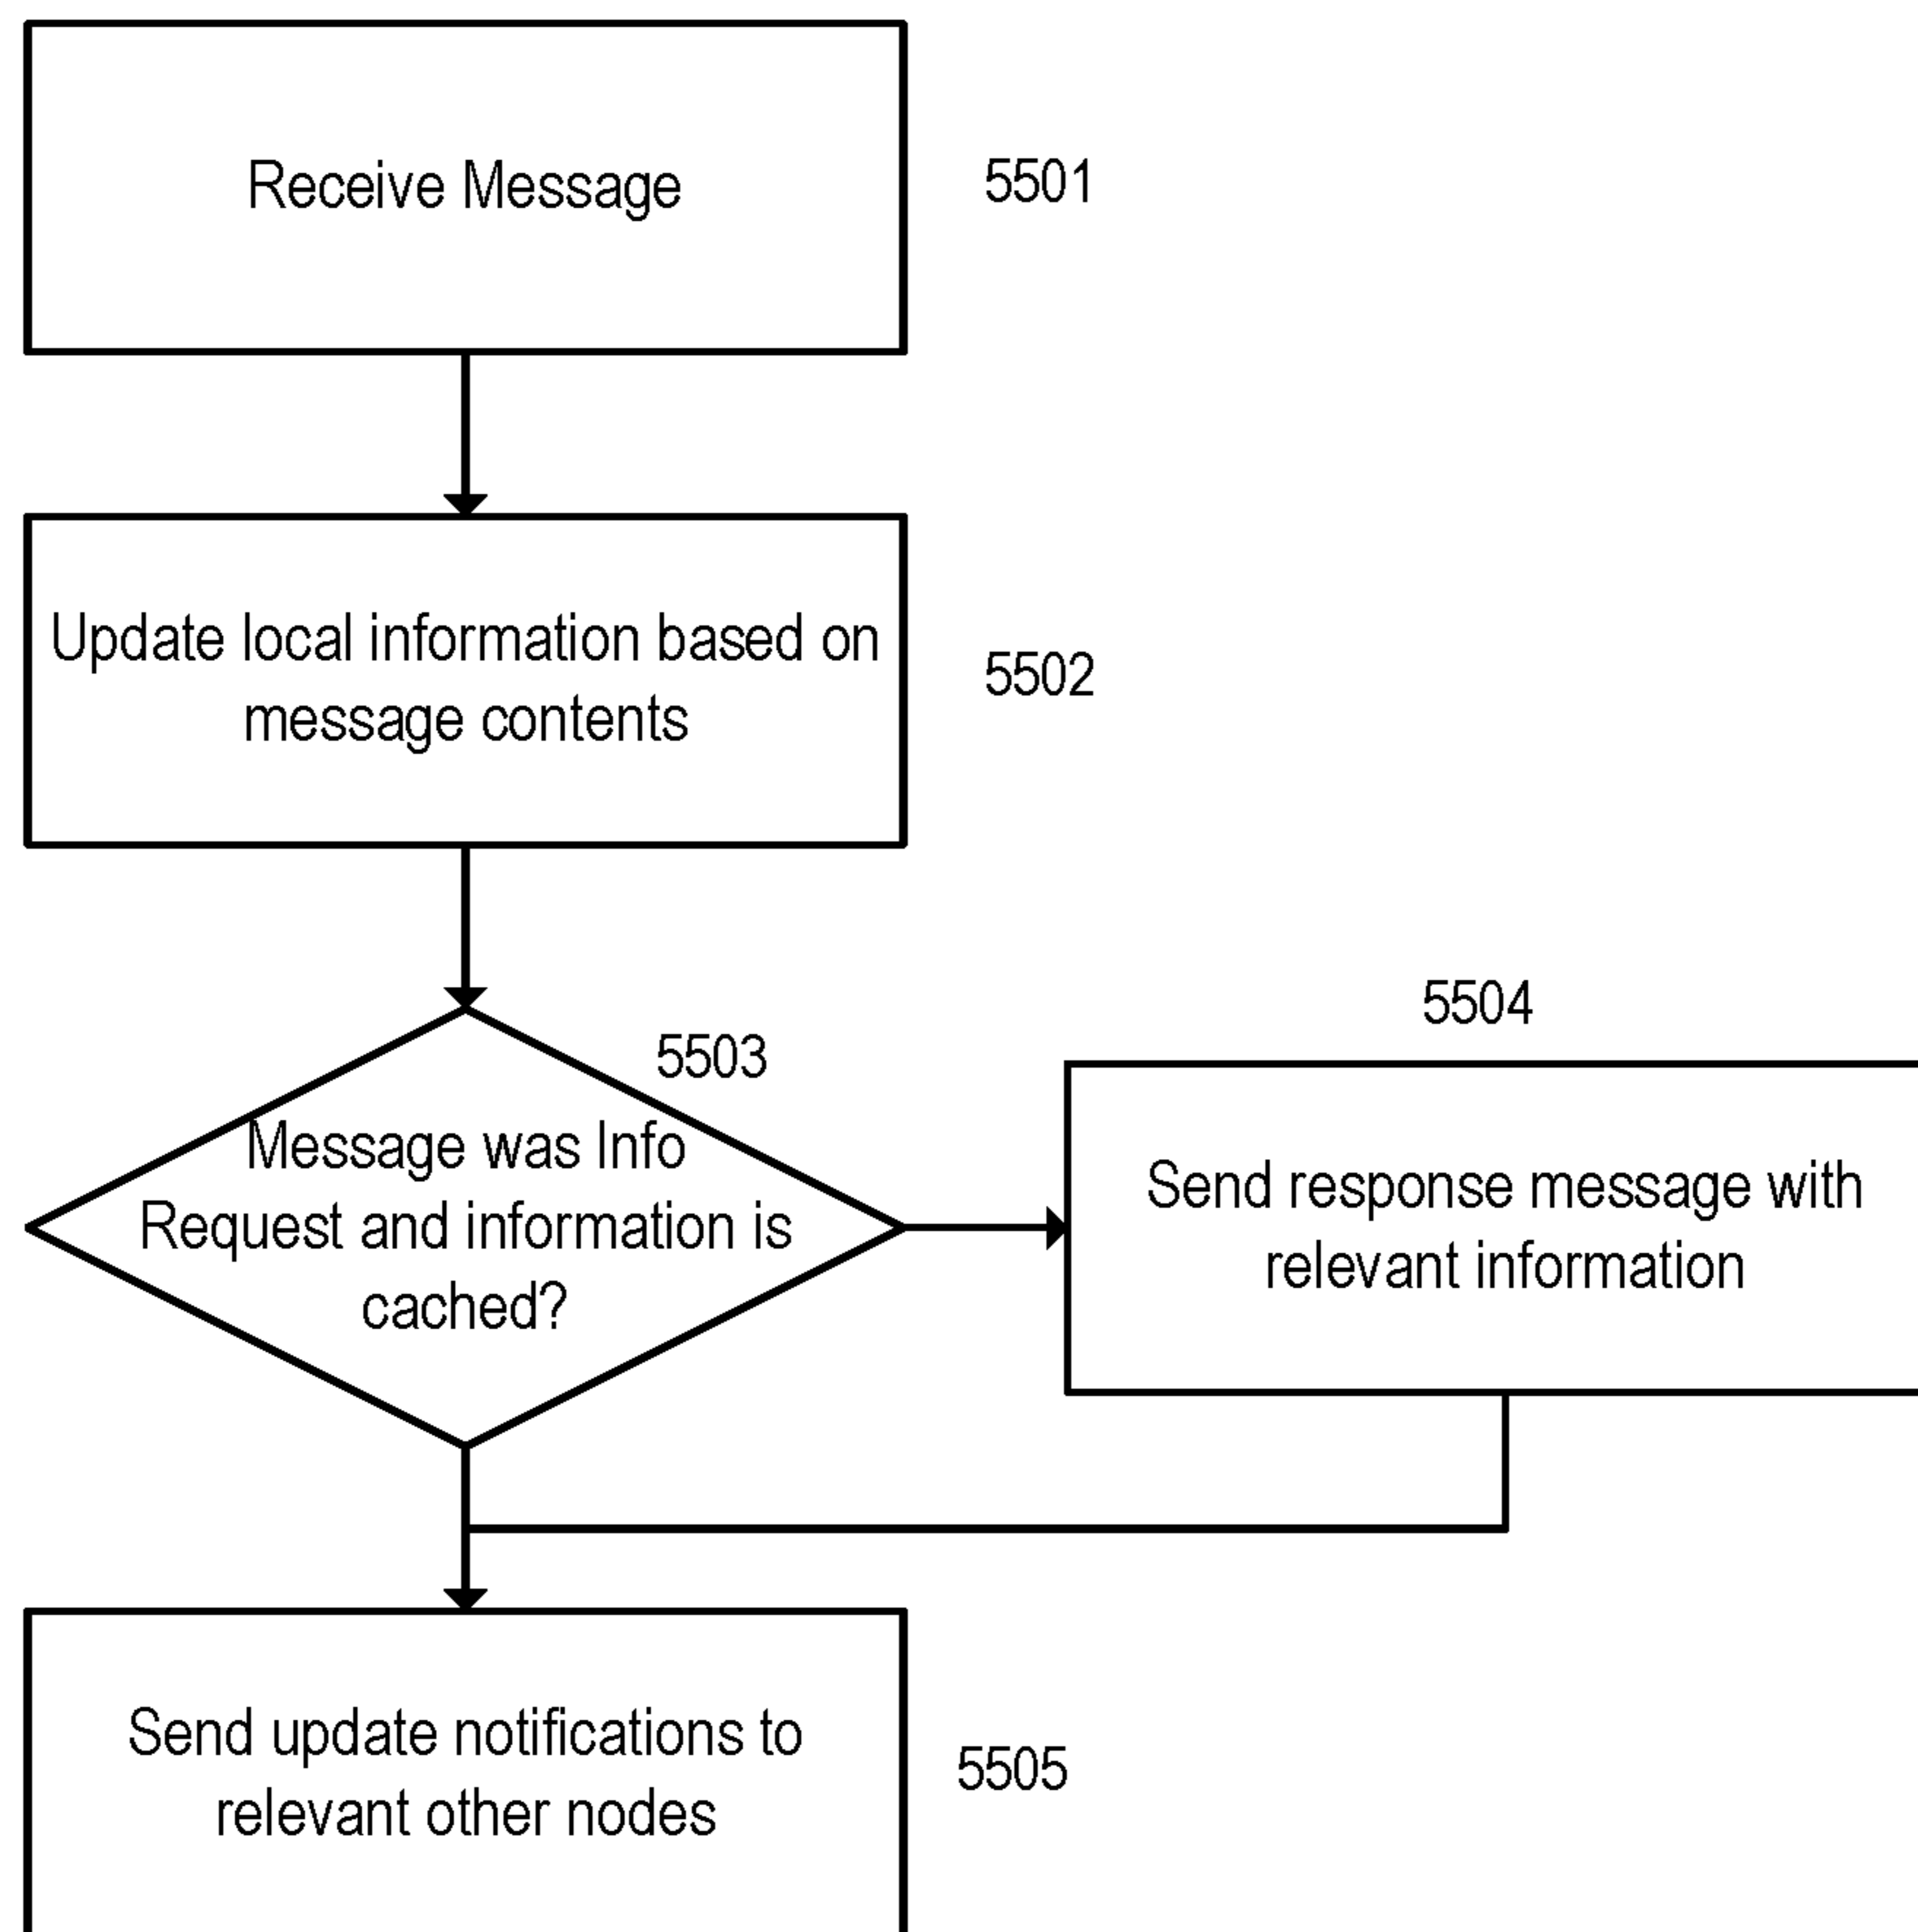 Receive Message
5501
Update local information based on
message contents
5502
5503
Message was Info
Request and information is
cached?
5504
Send response message with
relevant information
Send update notifications to
relevant other nodes
5505